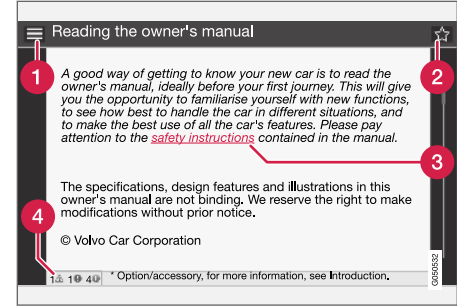 Reading the owner's manual
1
2
A good way of getting to know your new car is to read the
owner's manual, ideally before your first journey. This will give
you the opportunity to familiarise yourself with new functions,
to see how best to handle the car in different situations, and
to make the best use of all the car's features. Please pay
attention to the safety instructions contained in the manual.
3
The specifications, design features and illustrations in this
owner's manual are not binding. We reserve the right to make
modifications without prior notice.
4
© Volvo Car Corporation
1 1 4 * Option/accessory, for more information, see Introduction.
G050532